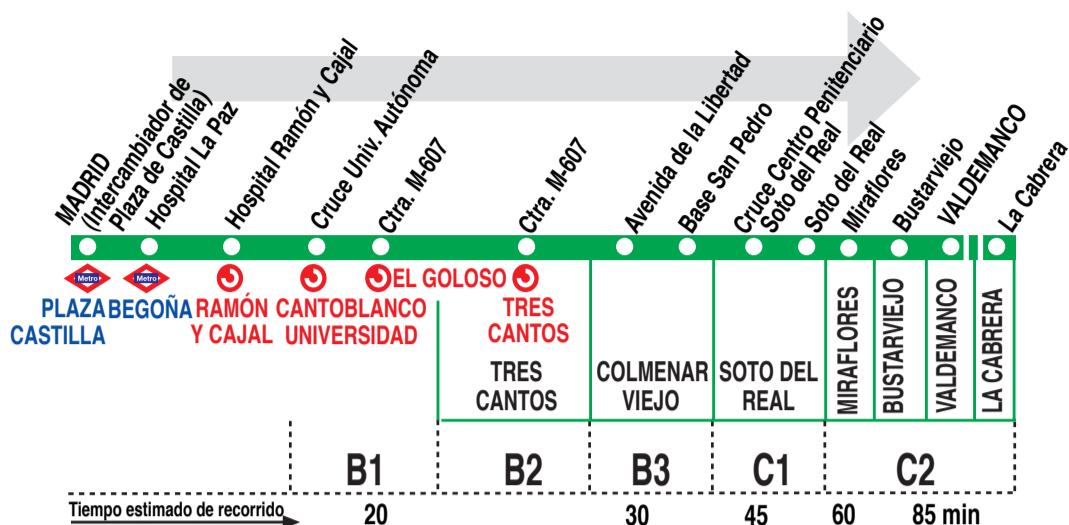 MADRID
(Intercambiador de
Plaza de Castilla)
Hospital La Paz
Hospital Ramón y Cajal
Cruce Univ. Autónoma
Ctra. M-607
Ctra. M-607
Avenida de la Libertad
Base San Pedro
Cruce Centro Penitenciario
Soto del Real
Soto del Real
Miraflores
Bustarviejo
VALDEMANCO
La Cabrera
Metro
Metro
PLAZA
CASTILLA
BEGOÑA
RAMÓN
Y CAJAL
CANTOBLANCO
UNIVERSIDAD
EL GOLOSO
TRES
CANTOS
TRES
CANTOS
COLMENAR
VIEJO
SOTO DEL
REAL
MIRAFLORES
BUSTARVIEJO
VALDEMANCO
LA CABRERA
B1
B2
B3
C1
C2
Tiempo estimado de recorrido
20
30
45
60
85 min